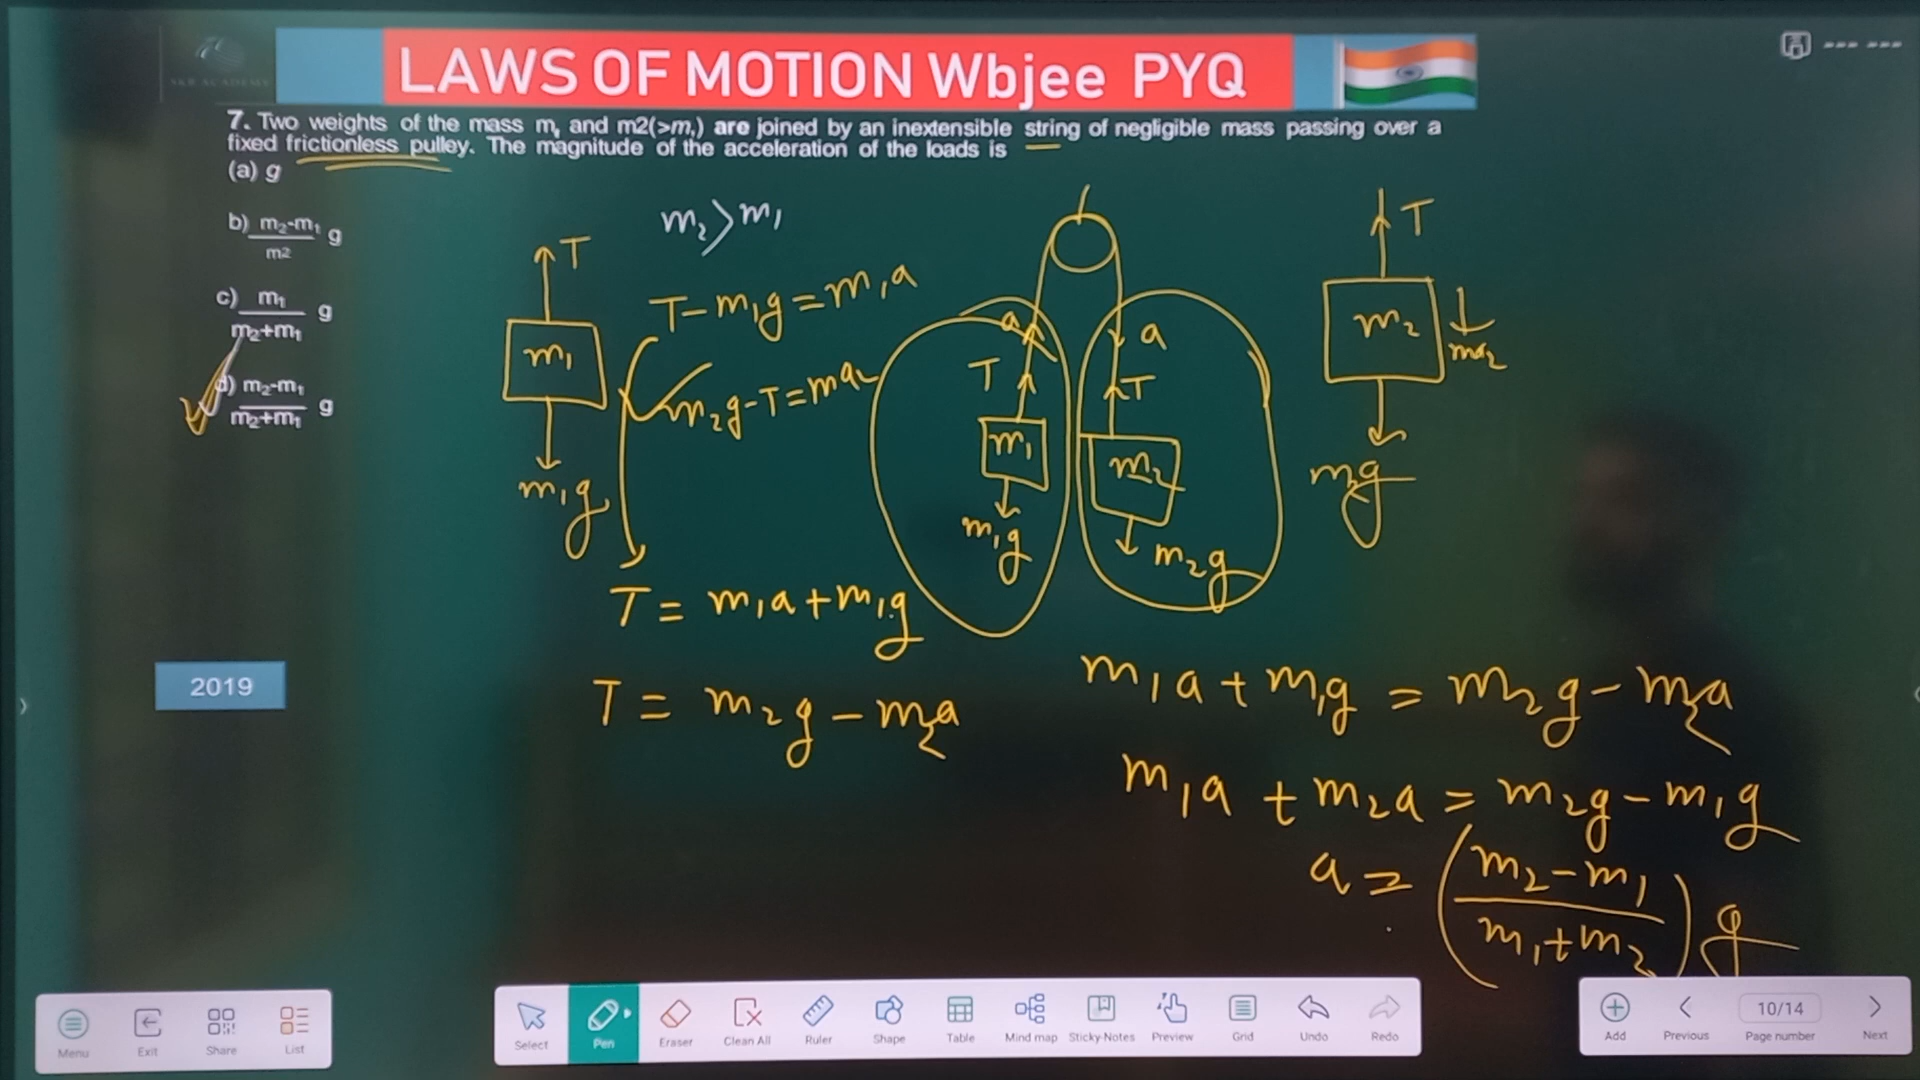 SKB ACADEMY
LAWS OF MOTION Wbjee PYQ
7. Two weights of the mass m₁ and m2(>m₁) are joined by an inextensible string of negligible mass passing over a
fixed frictionless pulley. The magnitude of the acceleration of the loads is
(a) g
b) m₂-m₁/m2 g
c) m₁/m₂+m₁ g
d) m₂-m₁/m₂+m₁ g
2019
m₂>m₁
T
m₁
m₁g
T-m₁g=m₁a
m₂g-T=ma₂
a
T
m₁
m₁g
a
T
m₂
m₂g
T
m₂
ma₂
m₂g
T = m₁a+m₁g
T = m₂g-m₂a
m₁a+m₁g = m₂g-m₂a
m₁a + m₂a = m₂g-m₁g
a = (m₂-m₁/m₁+m₂) g
Menu
Exit
Share
List
Select
Pen
Eraser
Clean All
Ruler
Shape
Table
Mind map
Sticky-Notes
Preview
Grid
Undo
Redo
Add
Previous
10/14
Page number
Next